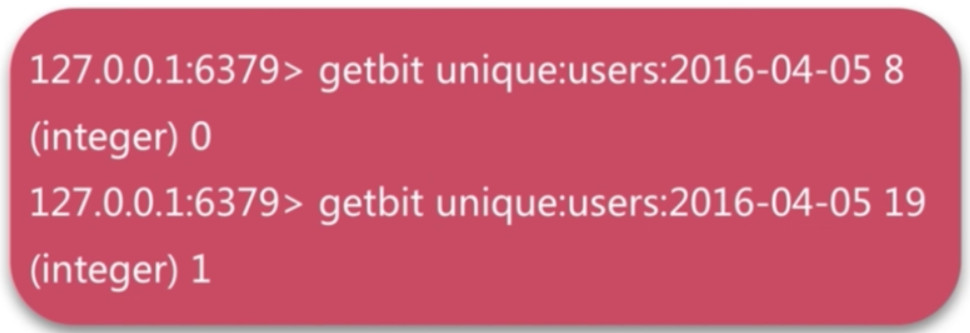 127.0.0.1:6379> getbit unique:users:2016-04-05 8
(integer) 0
127.0.0.1:6379> getbit unique:users:2016-04-05 19
(integer) 1